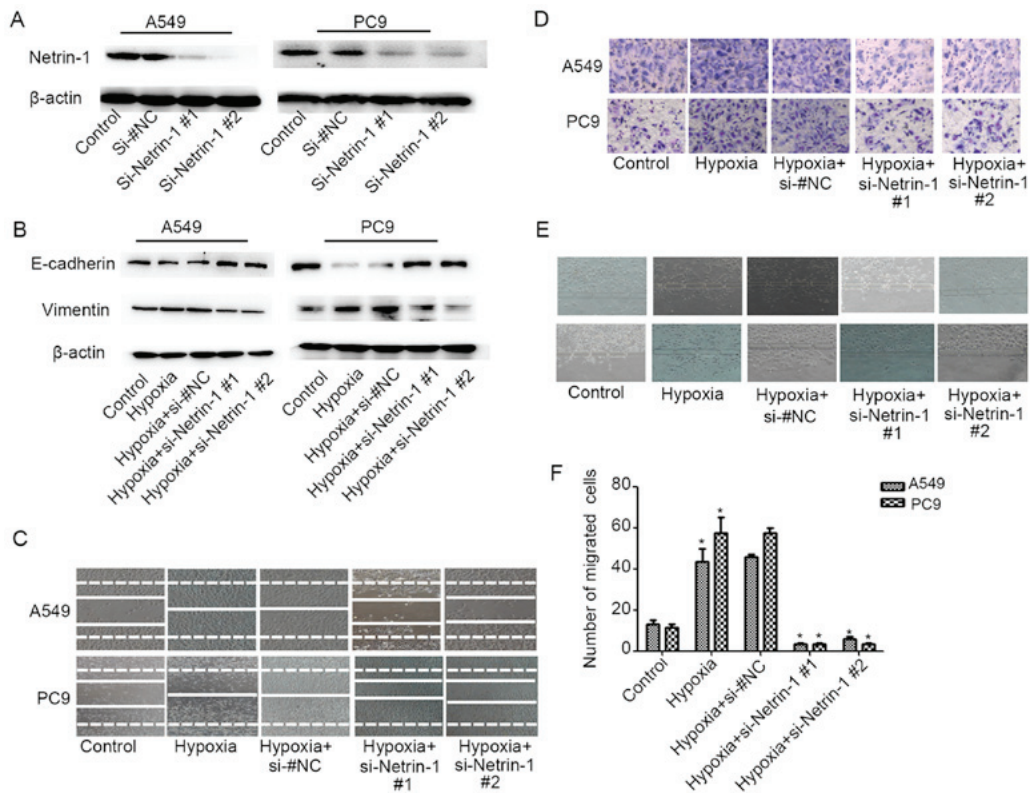 A
A549
PC9
Netrin-1
β-actin
Control
Si-#NC
Si-Netrin-1 #1
Si-Netrin-1 #2
Control
Si-#NC
Si-Netrin-1 #1
Si-Netrin-1 #2
B
A549
PC9
E-cadherin
Vimentin
β-actin
Control
Hypoxia
Hypoxia+si-#NC
Hypoxia+si-Netrin-1 #1
Hypoxia+si-Netrin-1 #2
Control
Hypoxia
Hypoxia+si-#NC
Hypoxia+si-Netrin-1 #1
Hypoxia+si-Netrin-1 #2
C
A549
PC9
Control
Hypoxia
Hypoxia+
si-#NC
Hypoxia+
si-Netrin-1
#1
Hypoxia+
si-Netrin-1
#2
D
A549
PC9
Control
Hypoxia
Hypoxia+
si-#NC
Hypoxia+
si-Netrin-1
#1
Hypoxia+
si-Netrin-1
#2
E
Control
Hypoxia
Hypoxia+
si-#NC
Hypoxia+
si-Netrin-1
#1
Hypoxia+
si-Netrin-1
#2
F
A549
PC9
Number of migrated cells
80
60
40
20
0
* *
* *
* *
Control
Hypoxia
Hypoxia+si-#NC
Hypoxia+si-Netrin-1 #1
Hypoxia+si-Netrin-1 #2